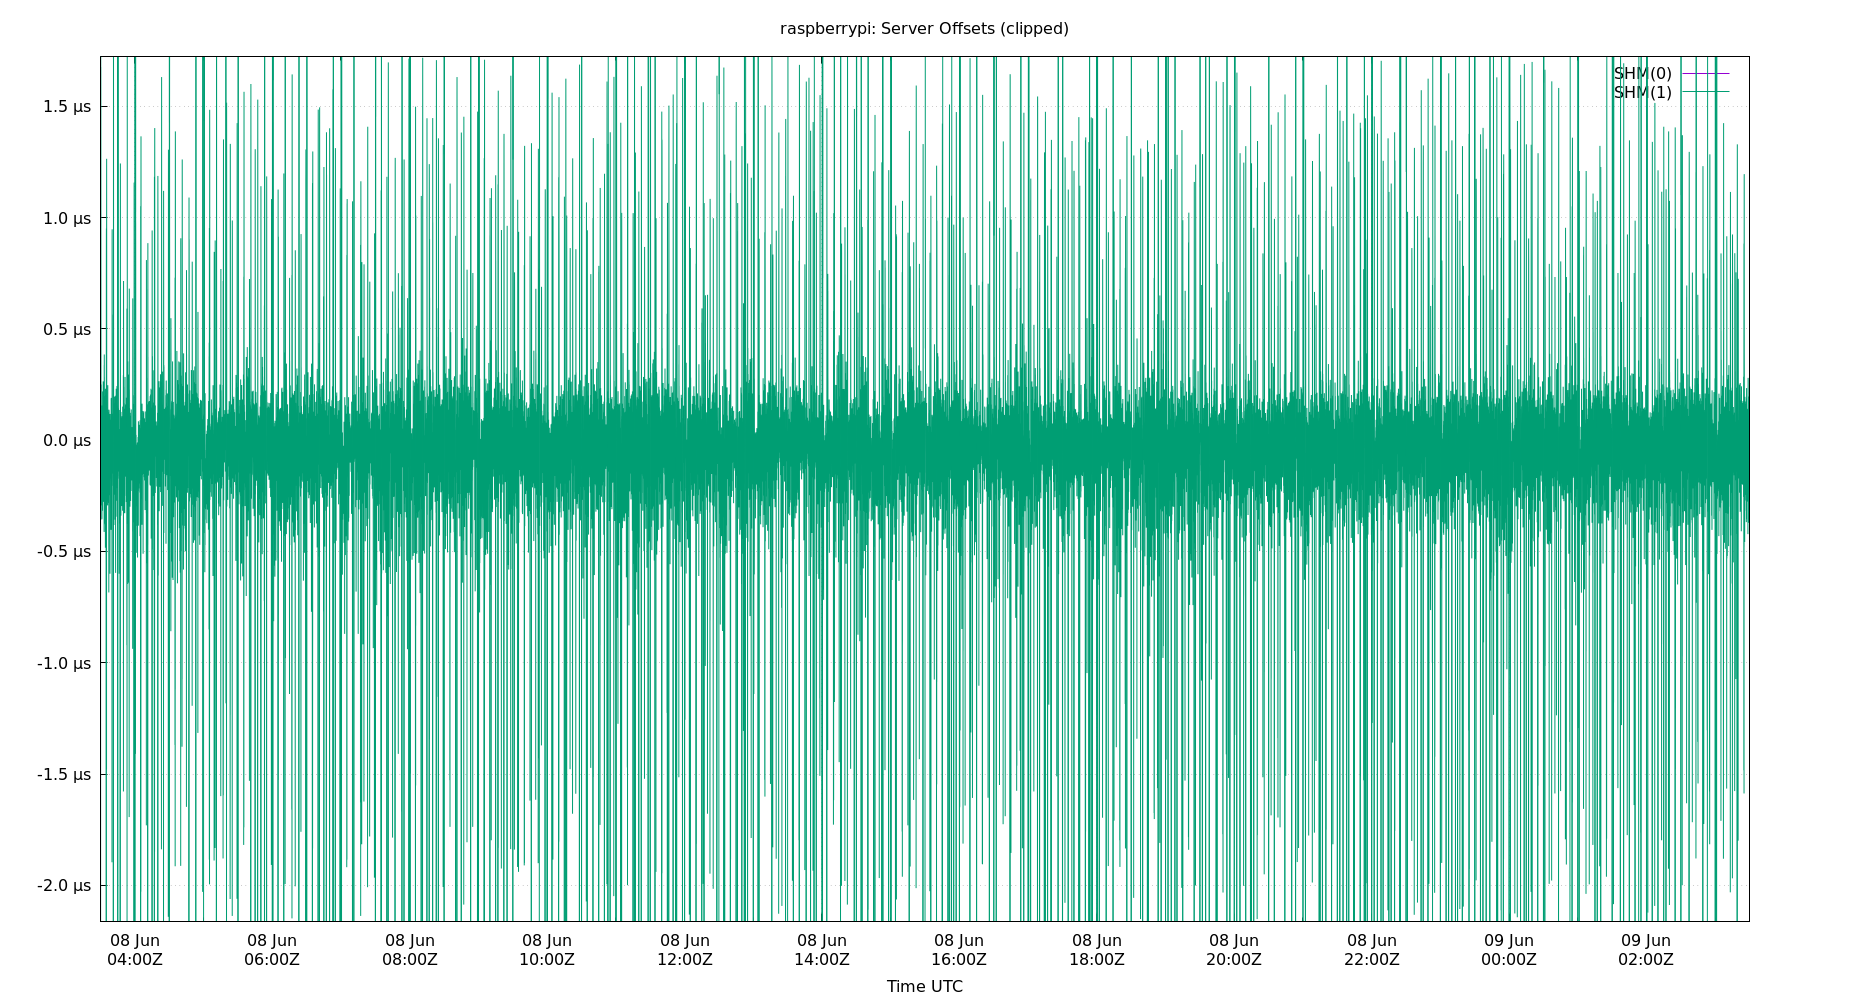 raspberrypi: Server Offsets (clipped)
SHM(0)
SHM(1)
1.5 µs
1.0 µs
0.5 µs
0.0 µs
-0.5 µs
-1.0 µs
-1.5 µs
-2.0 µs
08 Jun 08 Jun 08 Jun 08 Jun 08 Jun 08 Jun 08 Jun 08 Jun 08 Jun 08 Jun 09 Jun 09 Jun
04:00Z 06:00Z 08:00Z 10:00Z 12:00Z 14:00Z 16:00Z 18:00Z 20:00Z 22:00Z 00:00Z 02:00Z
Time UTC